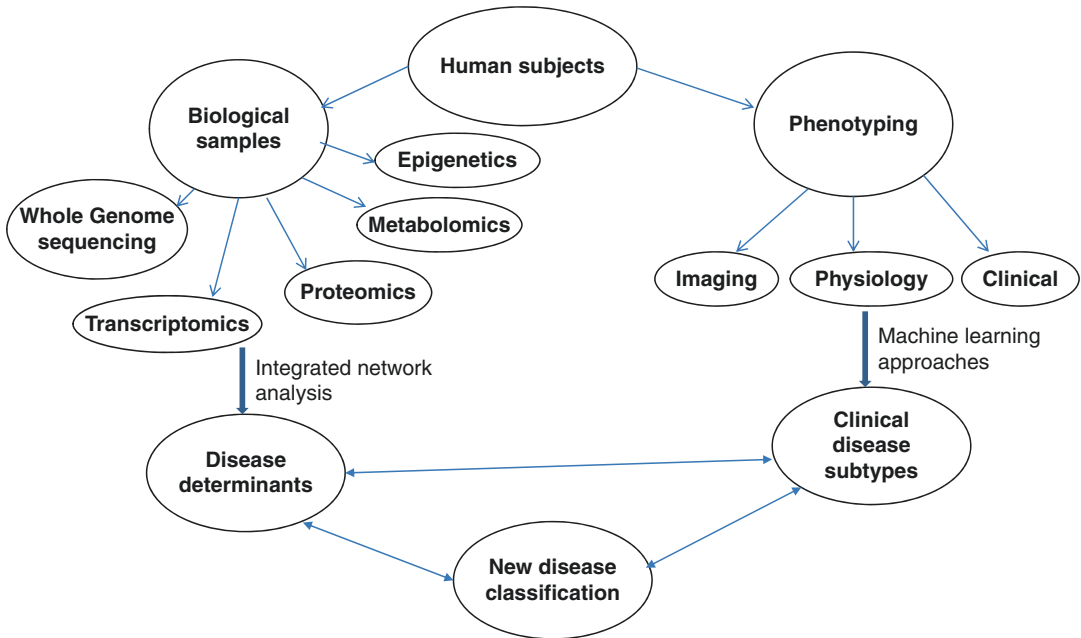 Human subjects
Biological
samples
Phenotyping
Epigenetics
Whole Genome
sequencing
Metabolomics
Proteomics
Transcriptomics
Imaging
Physiology
Clinical
Integrated network
analysis
Machine learning
approaches
Disease
determinants
Clinical
disease
subtypes
New disease
classification